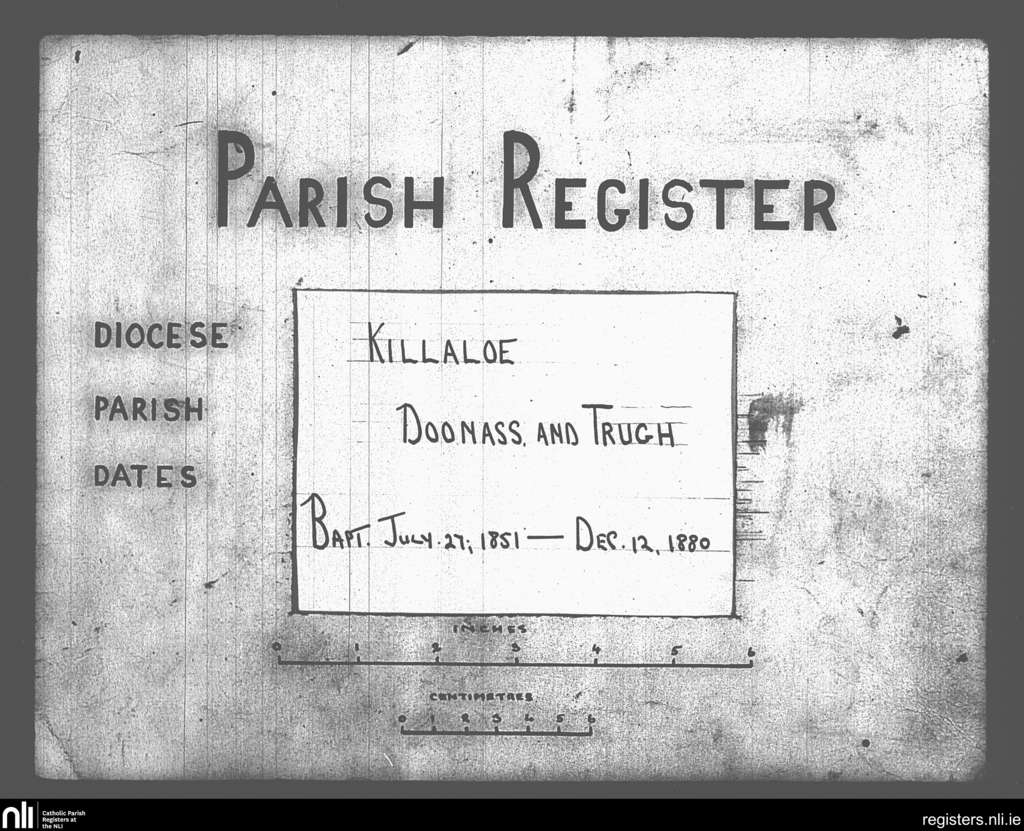 PARISH REGISTER
DIOCESE KILLALOE
PARISH DOONASS, AND TRUGH
DATES BAPT. JULY. 27; 1851 — DEC. 12, 1880
INCHES
0 1 2 3 4 5 6
CENTIMETRES
0 1 2 3 4 5 6
nli Catholic Parish
Registers at
the NLI
registers.nli.ie